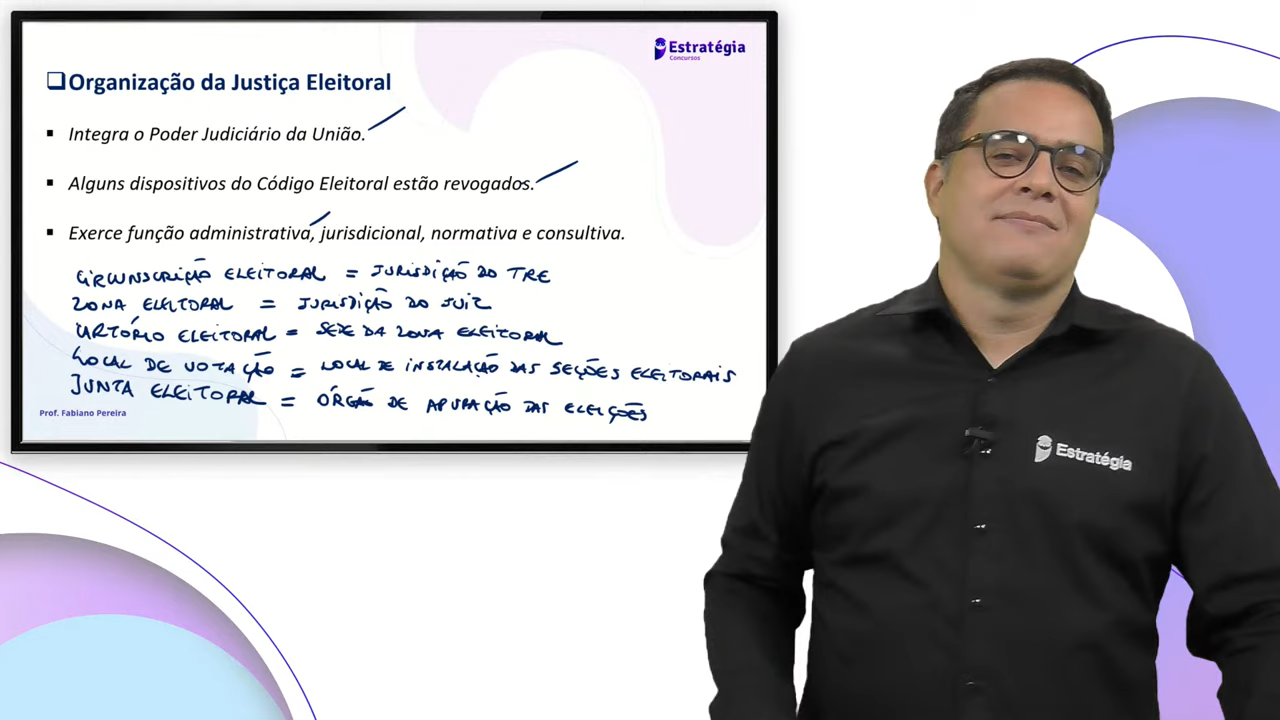 Estratégia
Concursos
Organização da Justiça Eleitoral
Integra o Poder Judiciário da União.
Alguns dispositivos do Código Eleitoral estão revogados.
Exerce função administrativa, jurisdicional, normativa e consultiva.
CIRCUNSCRIÇÃO ELEITORAL = JURISDIÇÃO DO TRE
ZONA ELEITORAL = JURISDIÇÃO DO JUIZ
CARTÓRIO ELEITORAL = SEDE DA ZONA ELEITORAL
LOCAL DE VOTAÇÃO = LOCAL DE INSTALAÇÃO DAS SEÇÕES ELEITORAIS
JUNTA ELEITORAL = ÓRGÃO DE APURAÇÃO DAS ELEIÇÕES
Prof. Fabiano Pereira
Estratégia